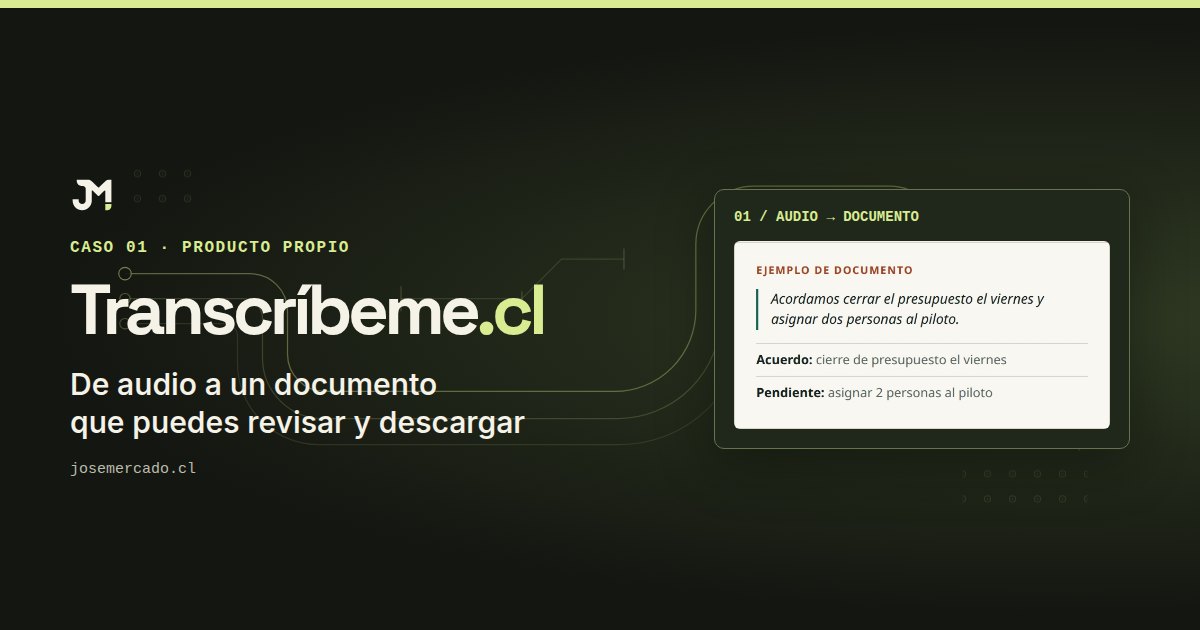 JM
CASO 01 · PRODUCTO PROPIO
Transcríbeme.cl
De audio a un documento
que puedes revisar y descargar
josemercado.cl
01 / AUDIO → DOCUMENTO
EJEMPLO DE DOCUMENTO
Acordamos cerrar el presupuesto el viernes y
asignar dos personas al piloto.
Acuerdo: cierre de presupuesto el viernes
Pendiente: asignar 2 personas al piloto